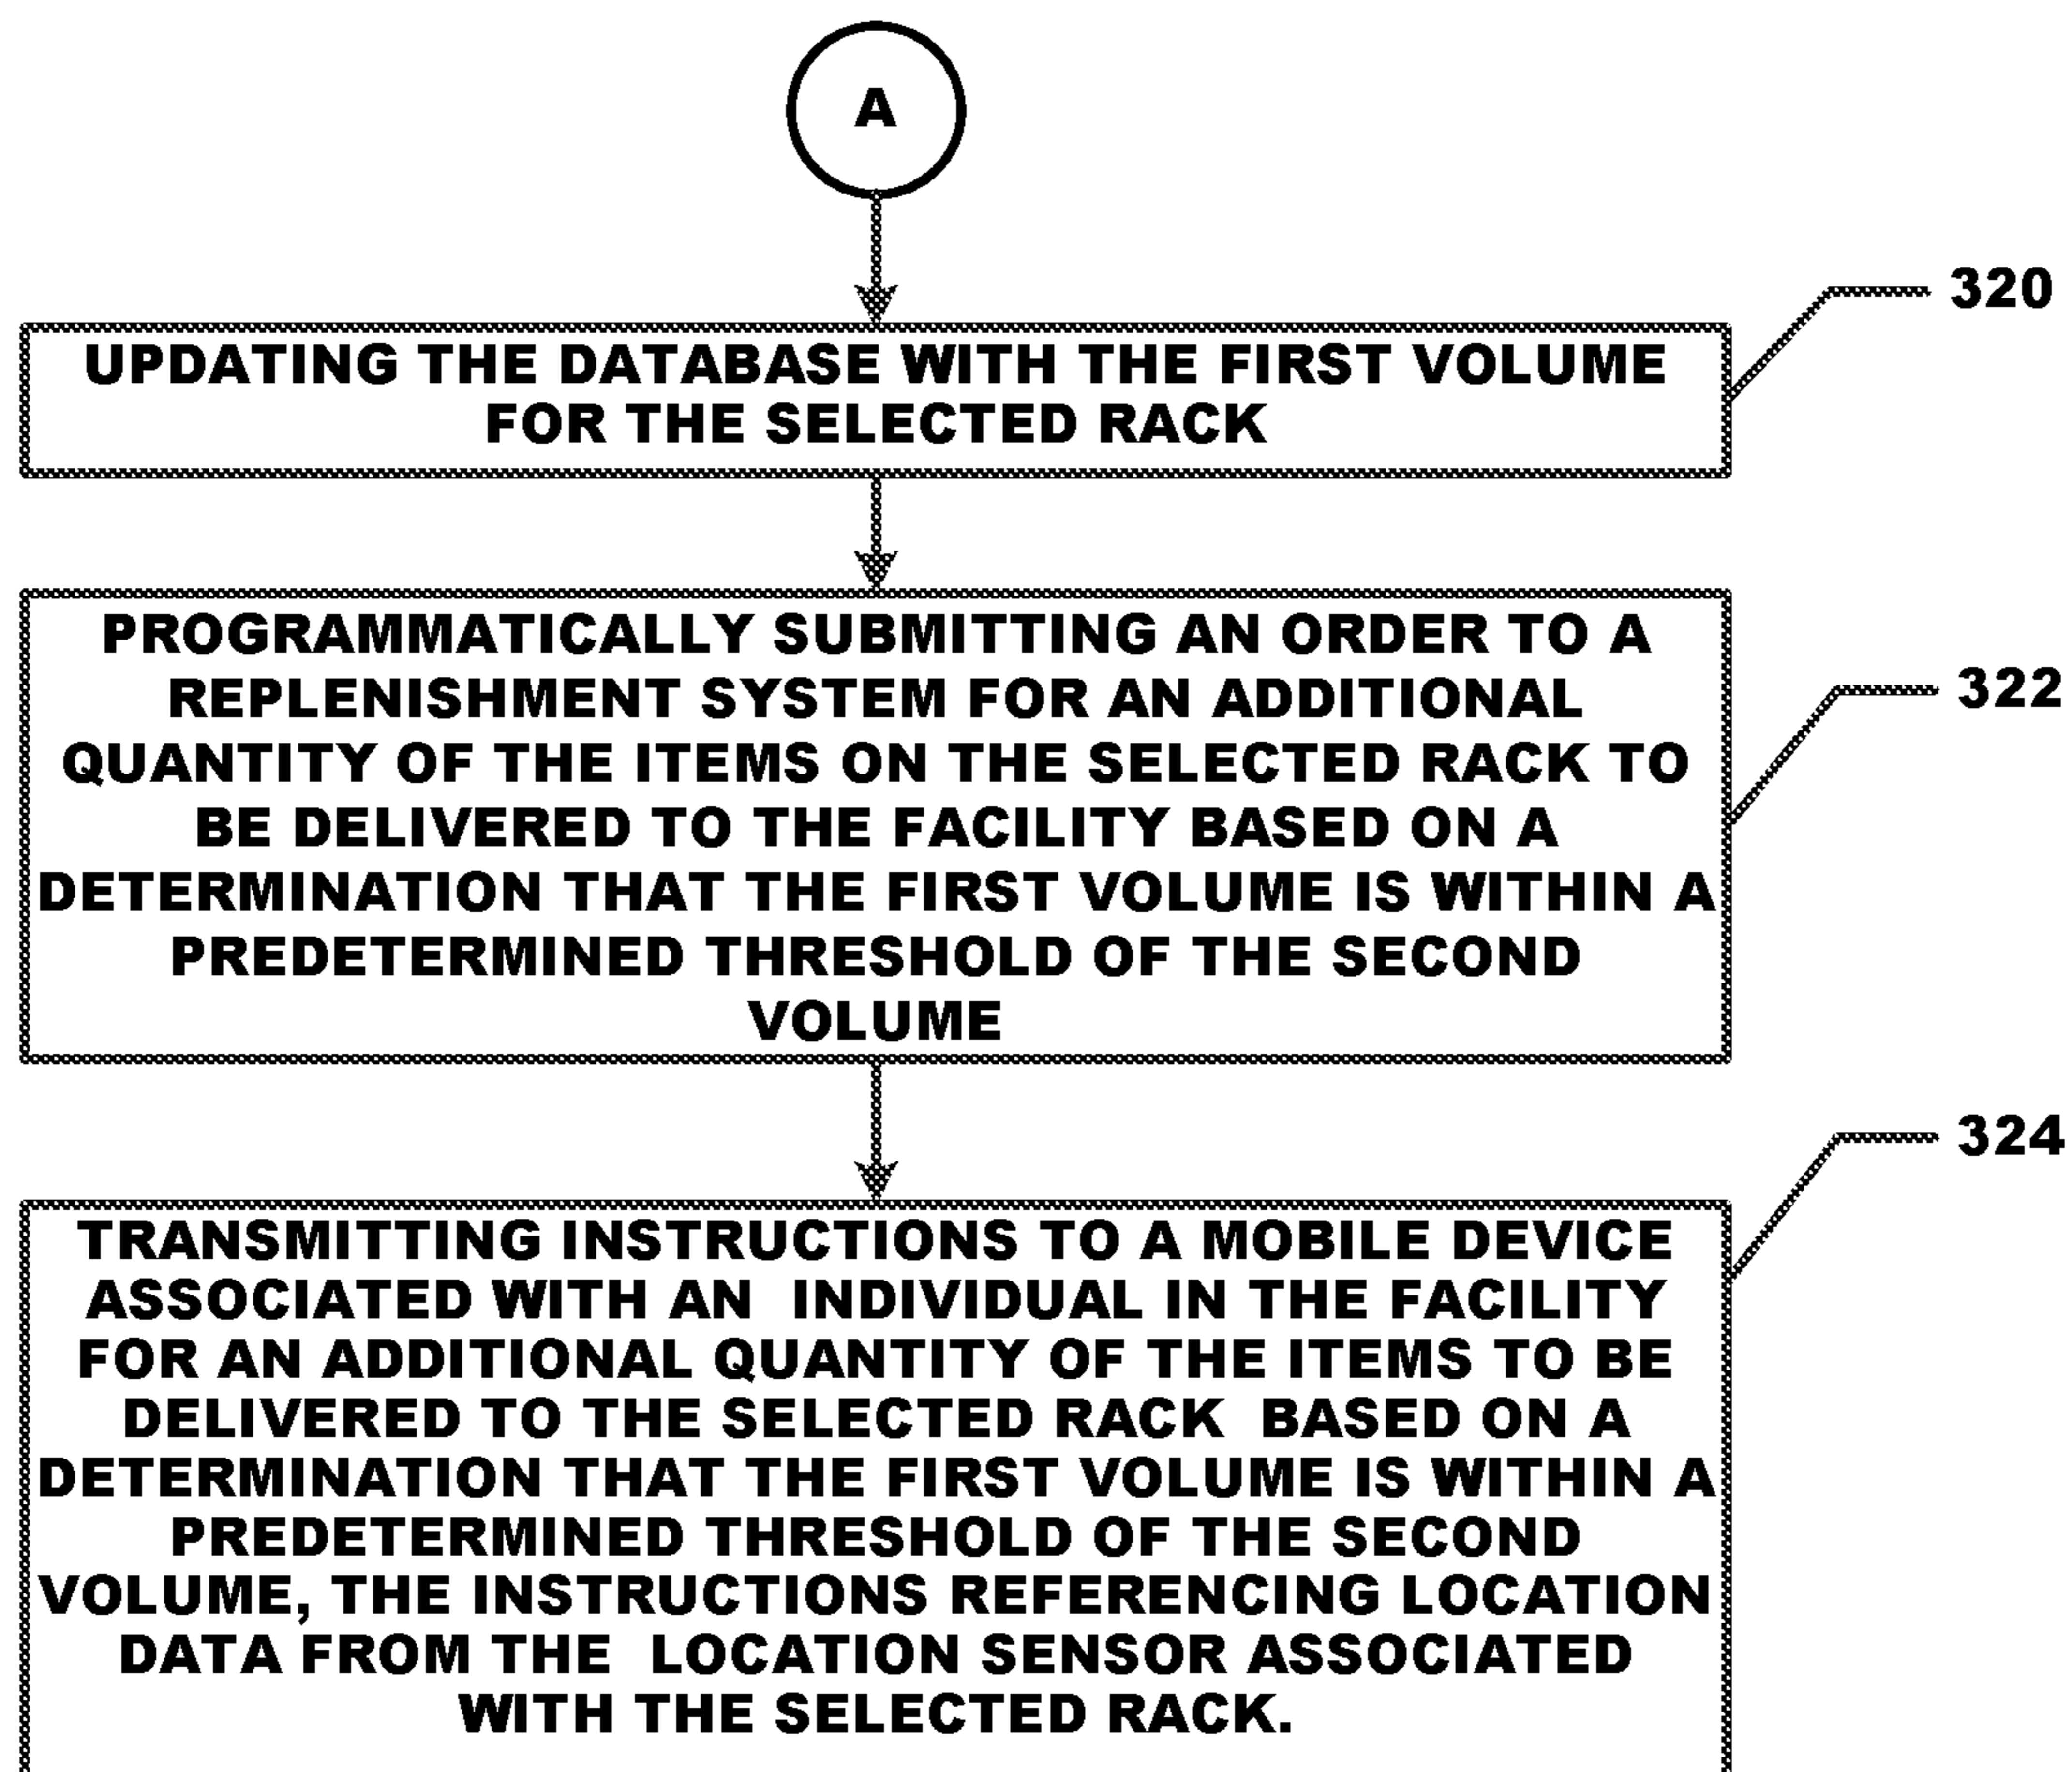 A
320
UPDATING THE DATABASE WITH THE FIRST VOLUME
FOR THE SELECTED RACK
PROGRAMMATICALLY SUBMITTING AN ORDER TO A
REPLENISHMENT SYSTEM FOR AN ADDITIONAL
322
QUANTITY OF THE ITEMS ON THE SELECTED RACK TO
BE DELIVERED TO THE FACILITY BASED ON A
DETERMINATION THAT THE FIRST VOLUME IS WITHIN A
PREDETERMINED THRESHOLD OF THE SECOND
VOLUME
324
TRANSMITTING INSTRUCTIONS TO A MOBILE DEVICE
ASSOCIATED WITH AN INDIVIDUAL IN THE FACILITY
FOR AN ADDITIONAL QUANTITY OF THE ITEMS TO BE
DELIVERED TO THE SELECTED RACK BASED ON A
DETERMINATION THAT THE FIRST VOLUME IS WITHIN A
PREDETERMINED THRESHOLD OF THE SECOND
VOLUME, THE INSTRUCTIONS REFERENCING LOCATION
DATA FROM THE LOCATION SENSOR ASSOCIATED
WITH THE SELECTED RACK.